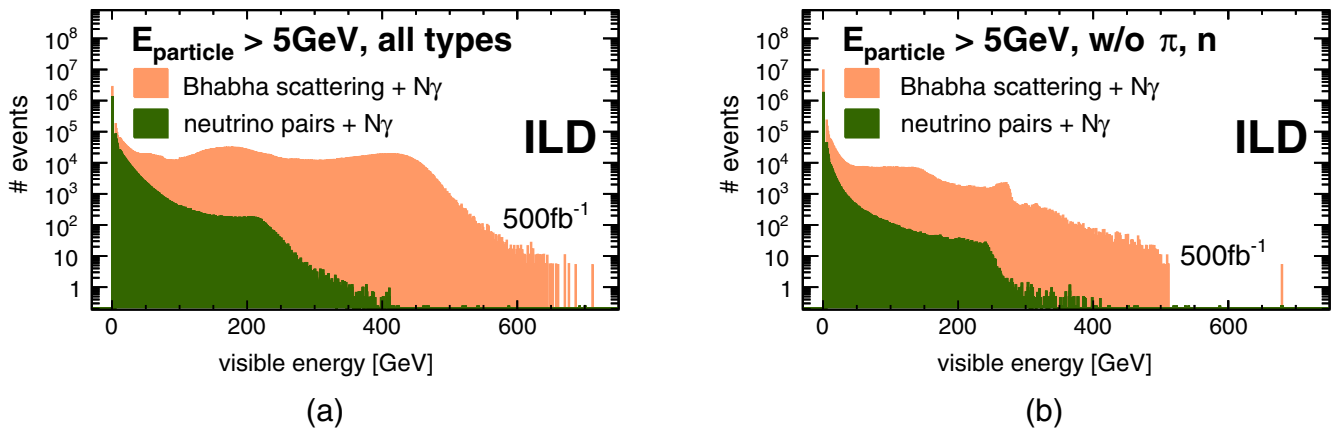 E_particle > 5GeV, all types
Bhabha scattering + Nγ
neutrino pairs + Nγ
ILD
500fb⁻¹
# events
10⁸
10⁷
10⁶
10⁵
10⁴
10³
10²
10
1
0 200 400 600
visible energy [GeV]
(a)
E_particle > 5GeV, w/o π, n
Bhabha scattering + Nγ
neutrino pairs + Nγ
ILD
500fb⁻¹
# events
10⁸
10⁷
10⁶
10⁵
10⁴
10³
10²
10
1
0 200 400 600
visible energy [GeV]
(b)